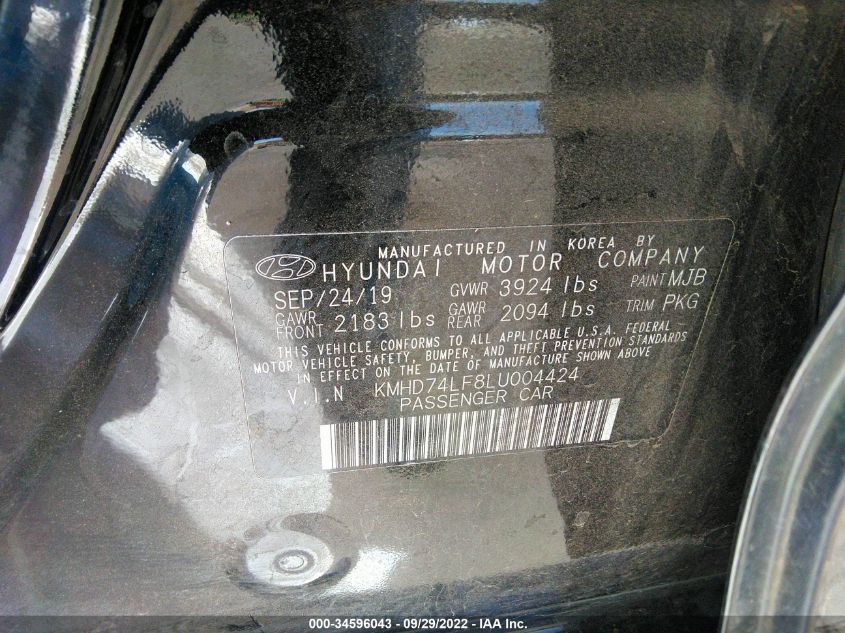 MANUFACTURED IN KOREA BY
HYUNDAI MOTOR COMPANY
SEP/24/19 GVWR 3924 lbs PAINT MJB
GAWR FRONT 2183 lbs GAWR REAR 2094 lbs TRIM PKG
THIS VEHICLE CONFORMS TO ALL APPLICABLE U.S.A. FEDERAL
MOTOR VEHICLE SAFETY, BUMPER, AND THEFT PREVENTION STANDARDS
IN EFFECT ON THE DATE OF MANUFACTURE SHOWN ABOVE
V.I.N KMHD74LF8LU004424
PASSENGER CAR
000-34596043 - 09/29/2022 - IAA Inc.